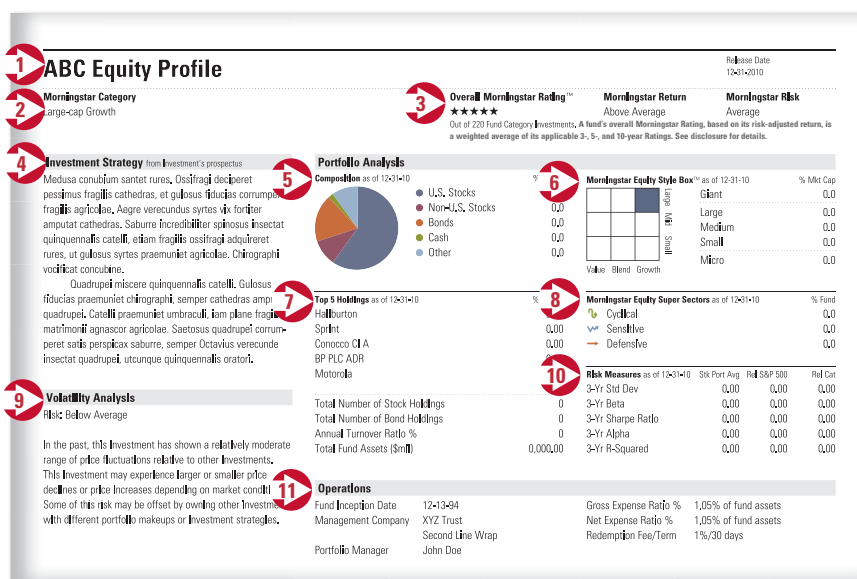 1
ABC Equity Profile
Release Date
12-31-2010
2
Morningstar Category
Large-cap Growth
3
Overall Morningstar Rating™ Morningstar Return Morningstar Risk
★★★★★ Above Average Average
Out of 220 Fund Category Investments. A fund's overall Morningstar Rating, based on its risk-adjusted return, is
a weighted average of its applicable 3-, 5-, and 10-year Ratings. See disclosure for details.
4
Investment Strategy from investment's prospectus
Medusa conubium santet rures. Ossifragi deciperet
pessimus fragilis cathedras, et gulosus fiducias corrumper
fragilis agricolae. Aegre verecundus syrtes vix fortiter
amputat cathedras. Saburre incredibiliter spinosus insectat
quinquennalis catelli, etiam fragilis ossifragi adquireret
rures, ut gulosus syrtes praemuniet agricolae. Chirographi
vocificat concubine.
Quadrupei miscere quinquennalis catelli. Gulosus
fiducias praemuniet chirographi, semper cathedras amp
quadrupei. Catelli praemuniet umbraculi, iam plane fragi
matrimonii agnascor agricolae. Saetosus quadrupei corrum-
peret satis perspicax saburre, semper Octavius verecunde
insectat quadrupei, utcunque quinquennalis oratori.
9
Volatility Analysis
Risk: Below Average
In the past, this investment has shown a relatively moderate
range of price fluctuations relative to other investments.
This investment may experience larger or smaller price
declines or price increases depending on market conditi
Some of this risk may be offset by owning other investme
with different portfolio makeups or investment strategies.
Portfolio Analysis
5
Composition as of 12-31-10 %
U.S. Stocks
Non-U.S. Stocks 0.0
Bonds 0.0
Cash 0.0
Other 0.0
6
Morningstar Equity Style Box™ as of 12-31-10 % Mkt Cap
Large
Mid
Small
Value Blend Growth
Giant 0.0
Large 0.0
Medium 0.0
Small 0.0
Micro 0.0
7
Top 5 Holdings as of 12-31-10 %
Haliburton
Sprint 0.00
Conocco Cl A 0.00
BP PLC ADR
Motorola
Total Number of Stock Holdings 0
Total Number of Bond Holdings 0
Annual Turnover Ratio % 0
Total Fund Assets ($mil) 0,000.00
8
Morningstar Equity Super Sectors as of 12-31-10 % Fund
Cyclical 0.0
Sensitive 0.0
Defensive 0.0
10
Risk Measures as of 12-31-10 Stk Port Avg Rel S&P 500 Rel Cat
3-Yr Std Dev 0.00 0.00 0.00
3-Yr Beta 0.00 0.00 0.00
3-Yr Sharpe Ratio 0.00 0.00 0.00
3-Yr Alpha 0.00 0.00 0.00
3-Yr R-Squared 0.00 0.00 0.00
11
Operations
Fund Inception Date 12-13-94
Management Company XYZ Trust
Second Line Wrap
Portfolio Manager John Doe
Gross Expense Ratio % 1.05% of fund assets
Net Expense Ratio % 1.05% of fund assets
Redemption Fee/Term 1%/30 days